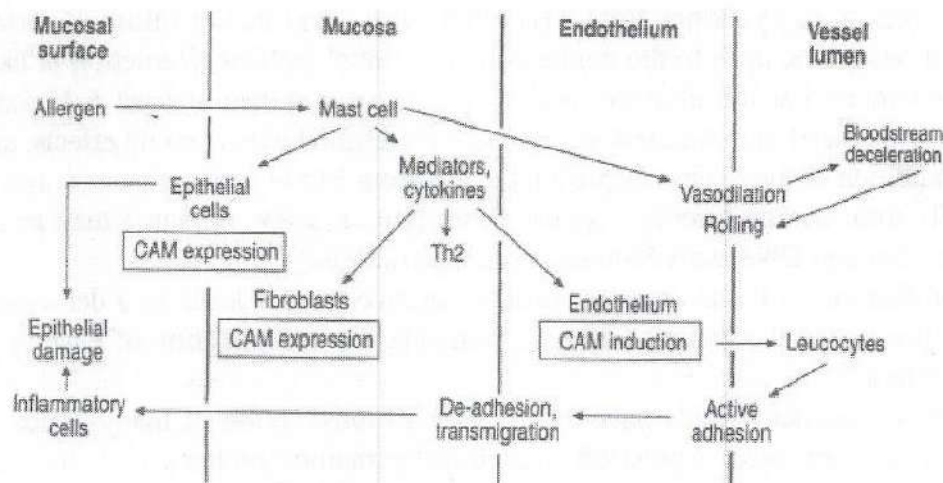 Mucosal
surface
Mucosa
Endothelium
Vessel
lumen
Allergen
Mast cell
Bloodstream
deceleration
Mediators,
cytokines
Epithelial
cells
Vasodilation
Rolling
CAM expression
Th2
Fibroblasts
Endothelium
Epithelial
damage
CAM expression
CAM induction
Leucocytes
Inflammatory
cells
De-adhesion,
transmigration
Active
adhesion